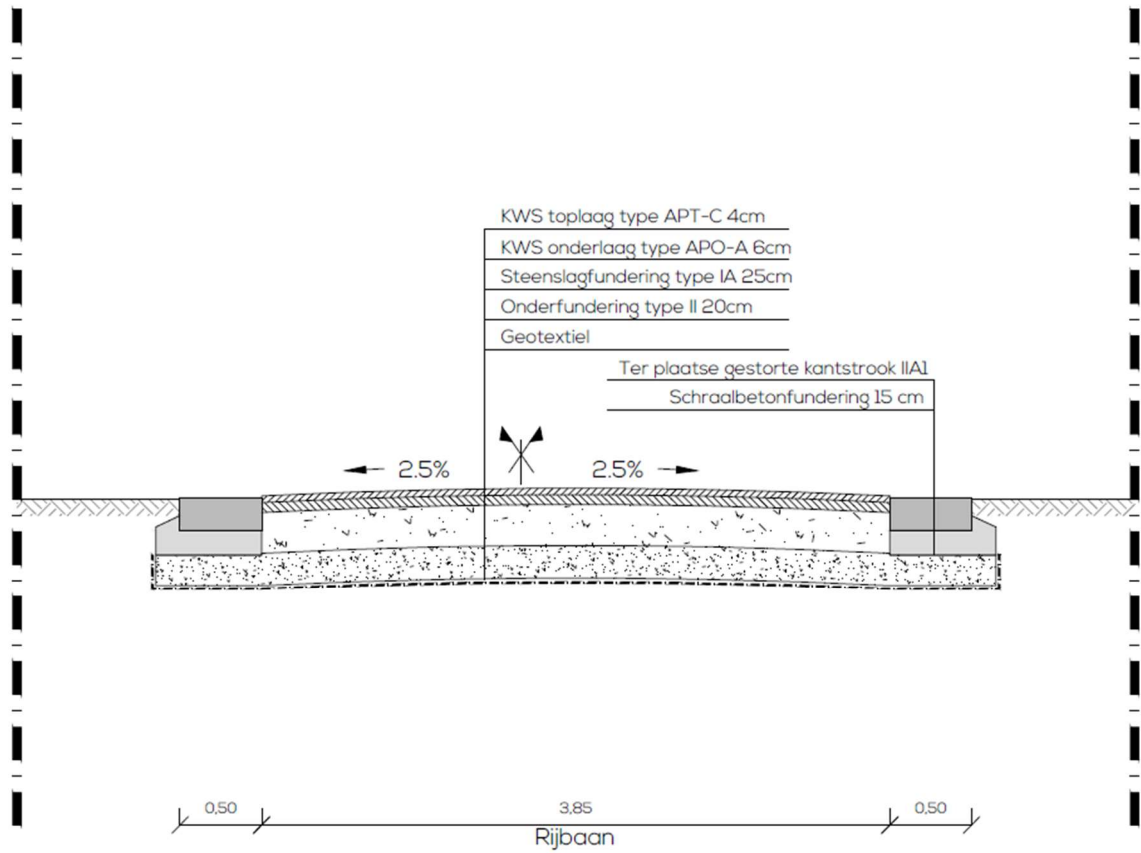 KWS toplaag type APT-C 4cm
KWS onderlaag type APO-A 6cm
Steenslagfundering type IA 25cm
Onderfundering type II 20cm
Geotextiel
Ter plaatse gestorte kantstrook IIA1
Schraalbetonfundering 15 cm
2.5% 2.5%
0,50 3,85 0,50
Rijbaan